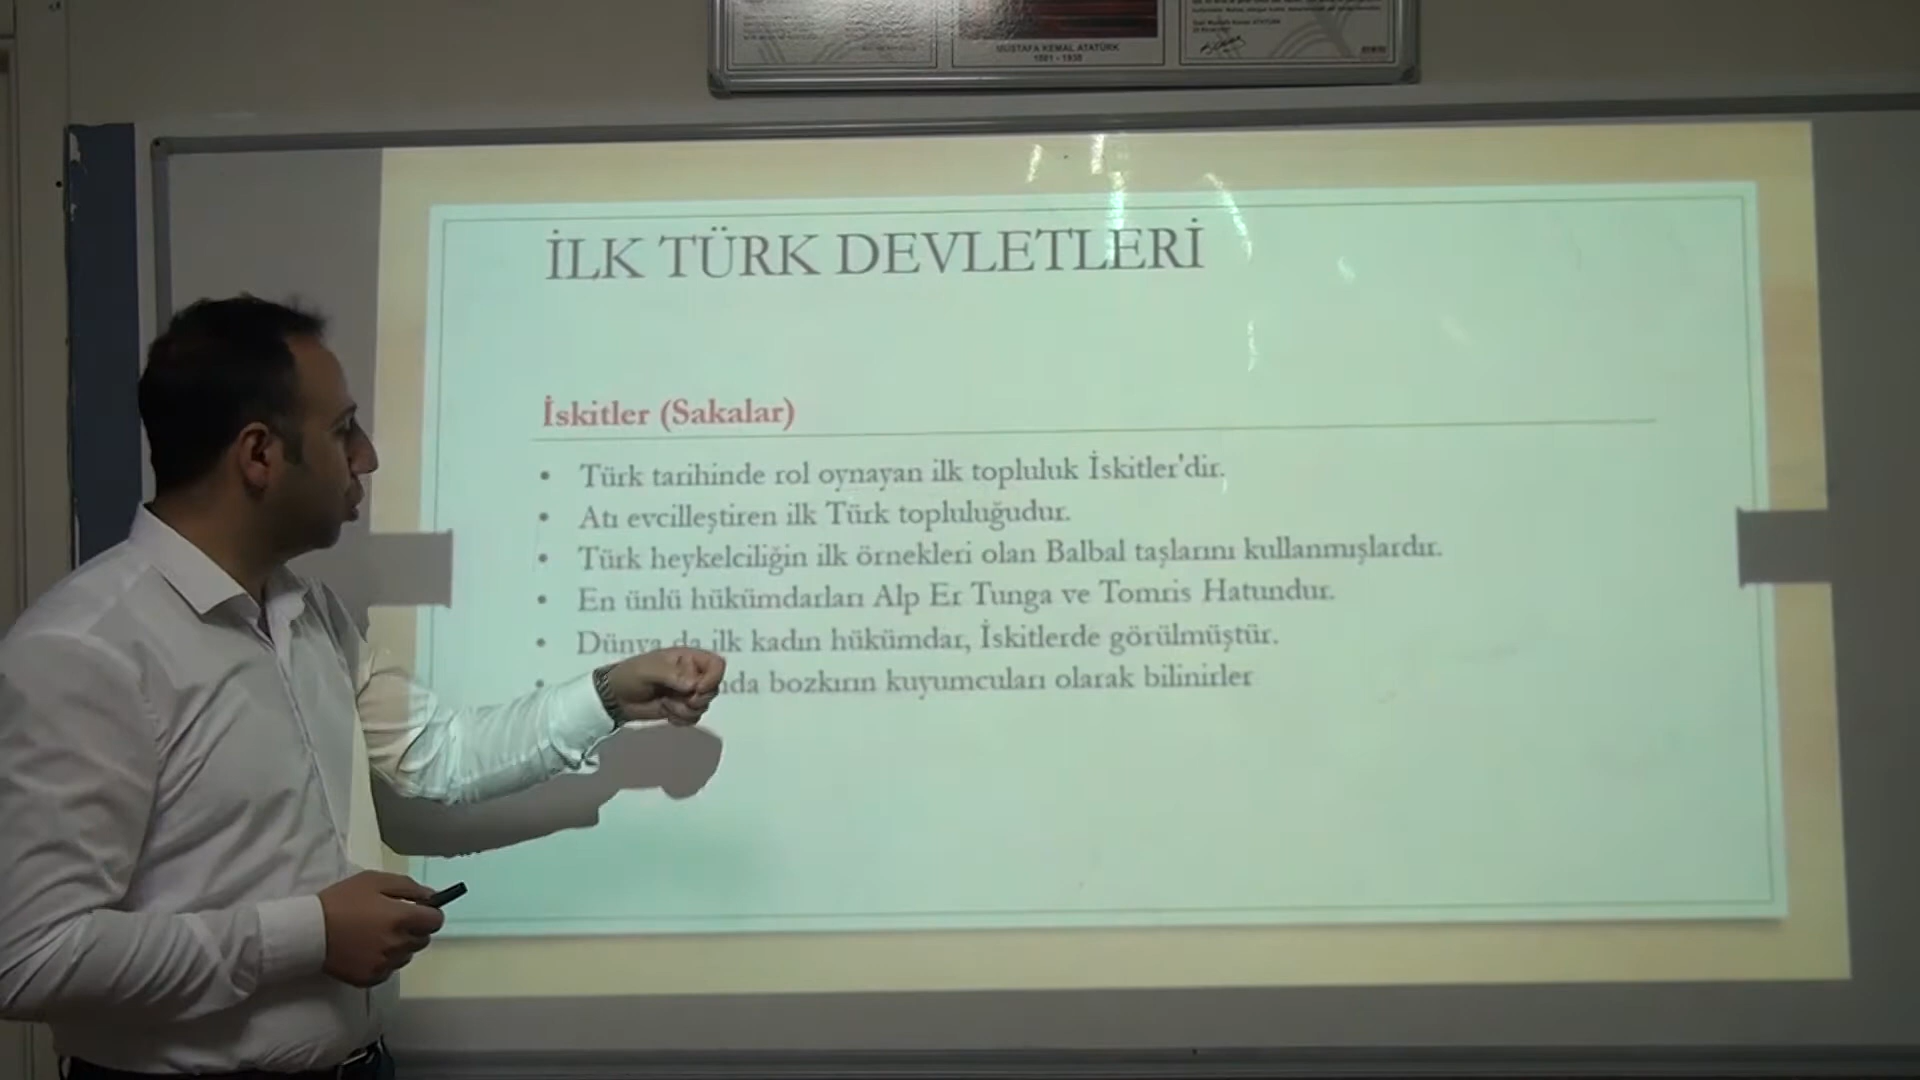 MUSTAFA KEMAL ATATÜRK
1881 - 1938
İLK TÜRK DEVLETLERİ
İskitler (Sakalar)
• Türk tarihinde rol oynayan ilk topluluk İskitler'dir.
• Atı evcilleştiren ilk Türk topluluğudur.
• Türk heykelciliğin ilk örnekleri olan Balbal taşlarını kullanmışlardır.
• En ünlü hükümdarları Alp Er Tunga ve Tomris Hatundur.
• Dünya da ilk kadın hükümdar, İskitlerde görülmüştür.
• bozkırın kuyumcuları olarak bilinirler